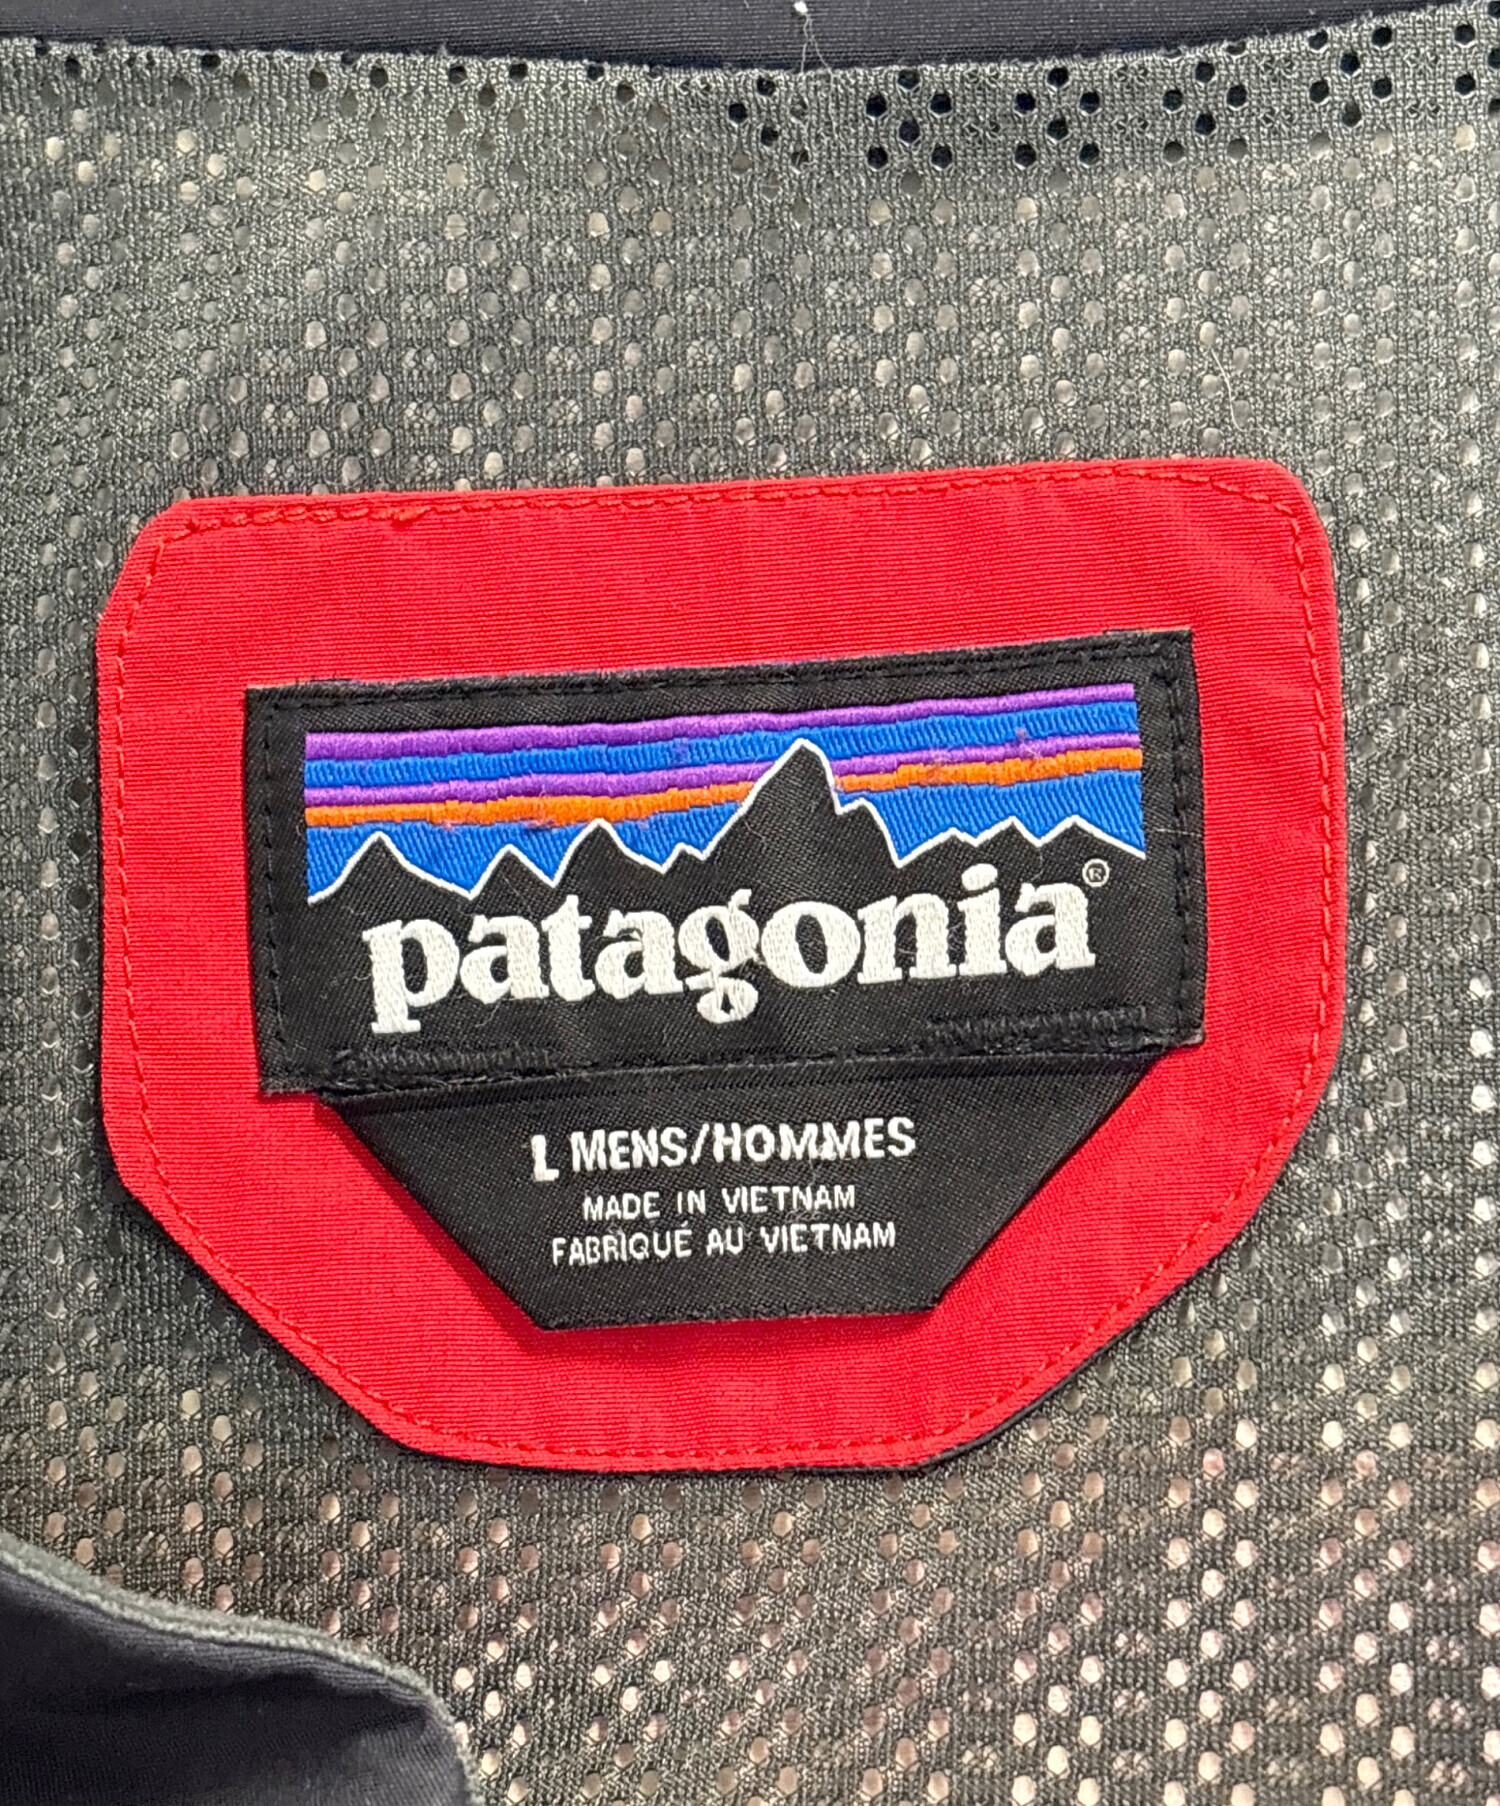 patagonia®
L MENS/HOMMES
MADE IN VIETNAM
FABRIQUÉ AU VIETNAM